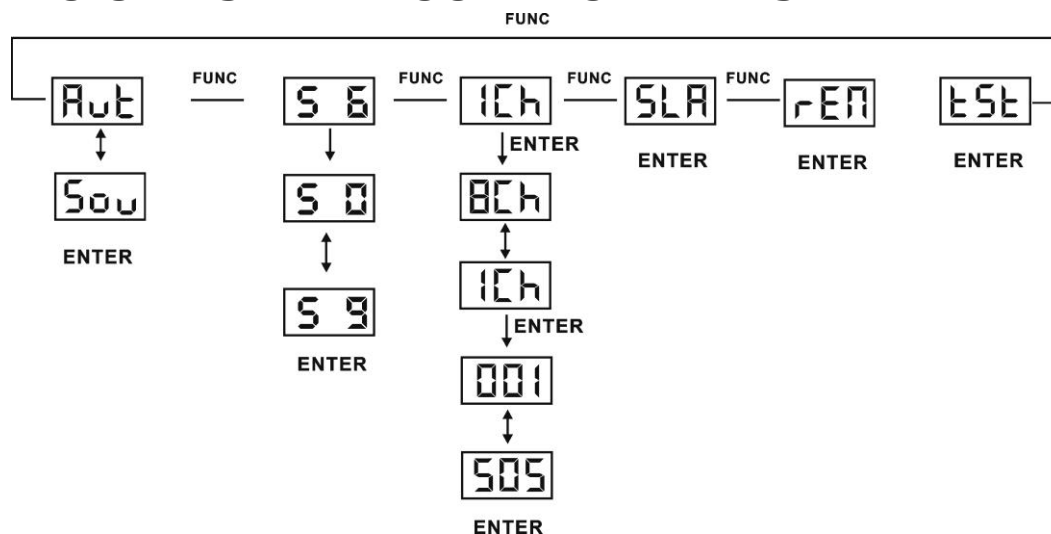 FUNC
Aut FUNC S 6 FUNC 1Ch FUNC SLA FUNC rEM tSt
ENTER
ENTER ENTER ENTER
S 0 8Ch
Sou
ENTER
1Ch
S 9
ENTER
ENTER
001
505
ENTER